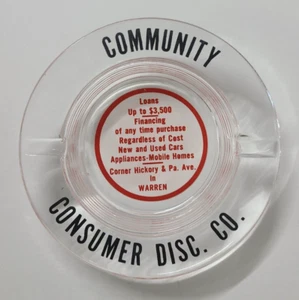 COMMUNITY
Loans
Up to $3,500
Financing
of any time purchase
Regardless of Cost
New and Used Cars
Appliances-Mobile Homes
Corner Hickory & Pa. Ave.
In
WARREN
CONSUMER DISC. CO.